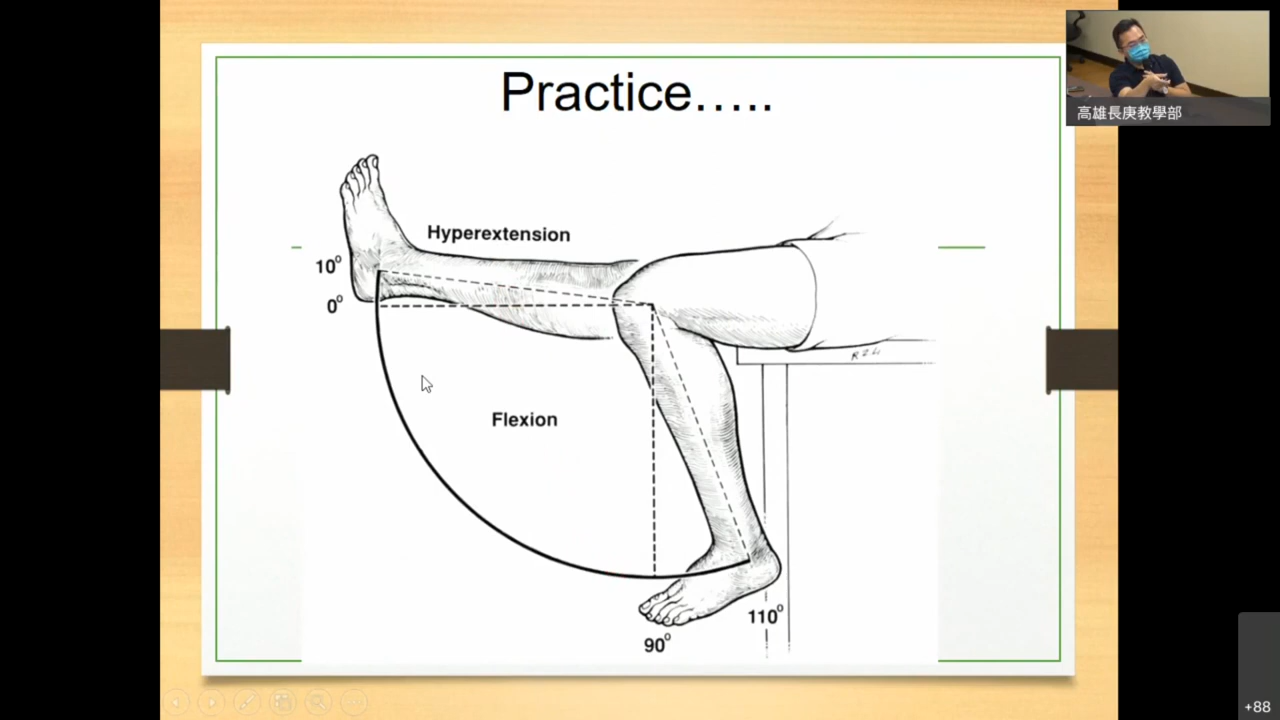 Practice.....
高雄長庚教學部
Hyperextension
10°
0°
Flexion
110°
90°
+88